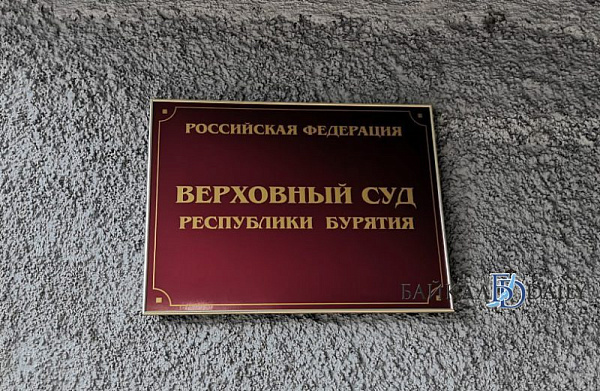 РОССИЙСКАЯ ФЕДЕРАЦИЯ
ВЕРХОВНЫЙ СУД
РЕСПУБЛИКИ БУРЯТИЯ